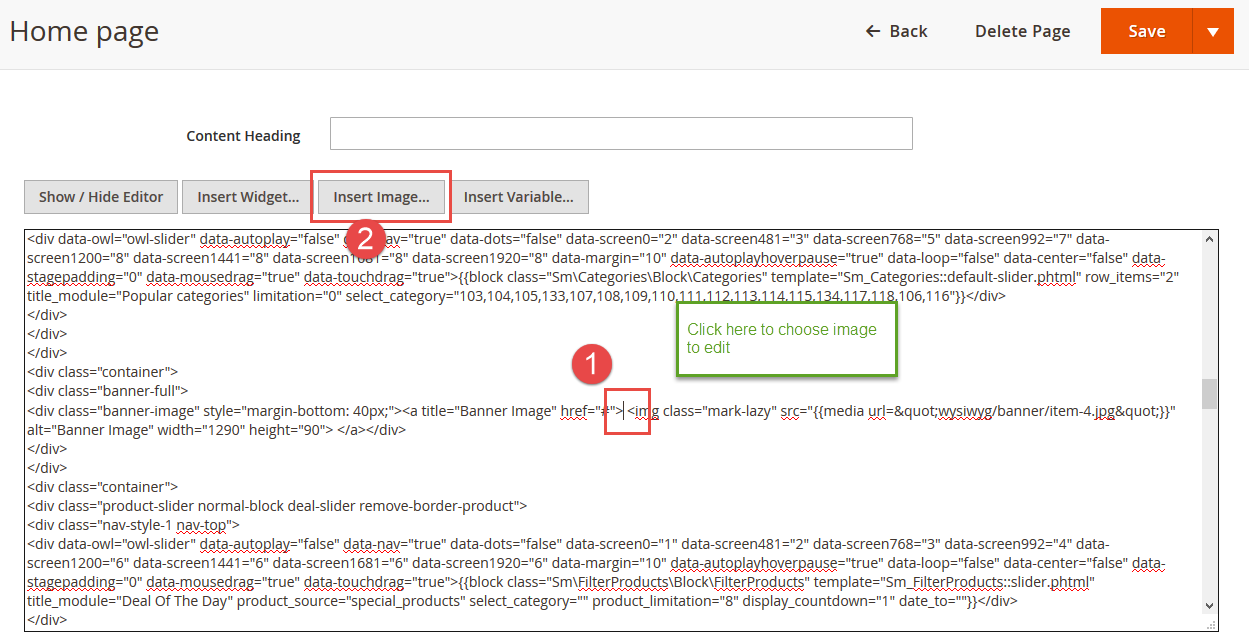 Home page
Back
Delete Page
Save
Content Heading
Show / Hide Editor
Insert Widget...
Insert Image...
Insert Variable...
2
<div data-owl="owl-slider" data-autoplay="false" av="true" data-dots="false" data-screen0="2" data-screen481="3" data-screen768="5" data-screen992="7" data-
screen1200="8" data-screen1441="8" data-screen1681="8" data-screen1920="8" data-margin="10" data-autoplayhoverpause="true" data-loop="false" data-center="false" data-
stagepadding="0" data-mousedrag="true" data-touchdrag="true">{{block class="Sm\Categories\Block\Categories" template="Sm_Categories::default-slider.phtml" row_items="2"
title_module="Popular categories" limitation="0" select_category="103,104,105,133,107,108,109,110,111,112,113,114,115,134,117,118,106,116"}}</div>
</div>
</div>
</div>
Click here to choose image
to edit
1
<div class="container">
<div class="banner-full">
<div class="banner-image" style="margin-bottom: 40px;"><a title="Banner Image" href="#"> <img class="mark-lazy" src="{{media url=&quot;wysiwyg/banner/item-4.jpg&quot;}}"
alt="Banner Image" width="1290" height="90"> </a></div>
</div>
</div>
<div class="container">
<div class="product-slider normal-block deal-slider remove-border-product">
<div class="nav-style-1 nav-top">
<div data-owl="owl-slider" data-autoplay="false" data-nav="true" data-dots="false" data-screen0="1" data-screen481="2" data-screen768="3" data-screen992="4" data-
screen1200="6" data-screen1441="6" data-screen1681="6" data-screen1920="6" data-margin="10" data-autoplayhoverpause="true" data-loop="false" data-center="false" data-
stagepadding="0" data-mousedrag="true" data-touchdrag="true">{{block class="Sm\FilterProducts\Block\FilterProducts" template="Sm_FilterProducts::slider.phtml"
title_module="Deal Of The Day" product_source="special_products" select_category="" product_limitation="8" display_countdown="1" date_to=""}}</div>
</div>